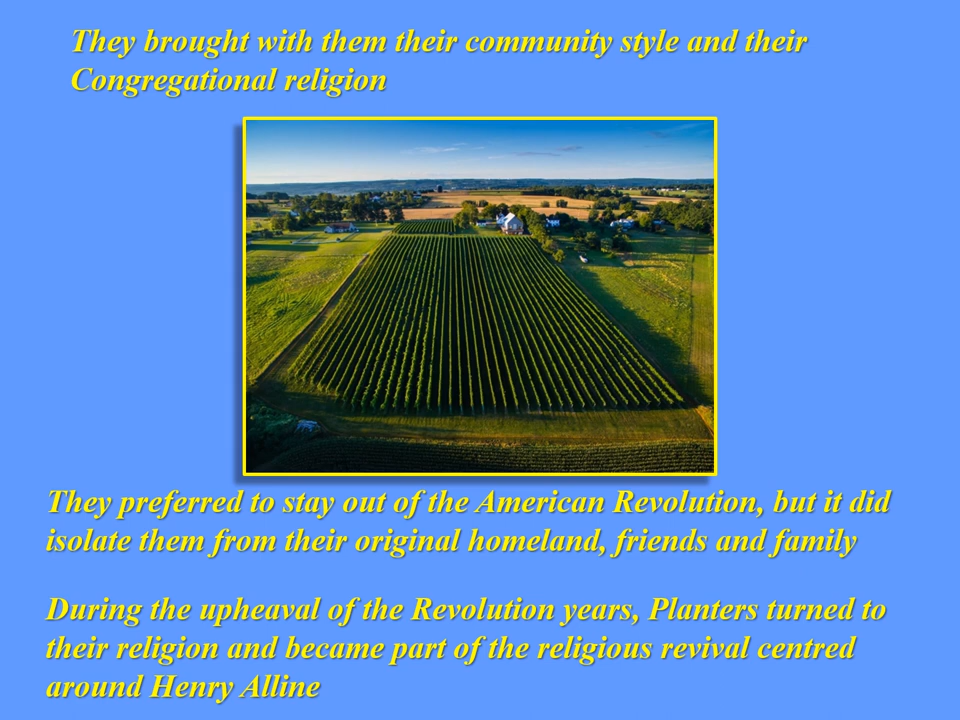 They brought with them their community style and their
Congregational religion
They preferred to stay out of the American Revolution, but it did
isolate them from their original homeland, friends and family
During the upheaval of the Revolution years, Planters turned to
their religion and became part of the religious revival centred
around Henry Alline